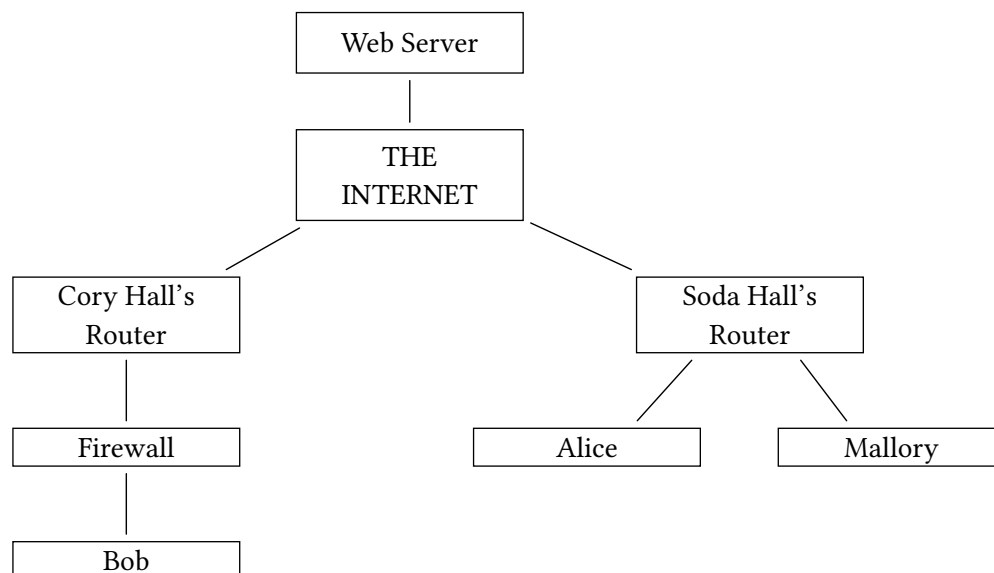 Web Server
THE
INTERNET
Cory Hall’s
Router
Soda Hall’s
Router
Firewall
Alice
Mallory
Bob